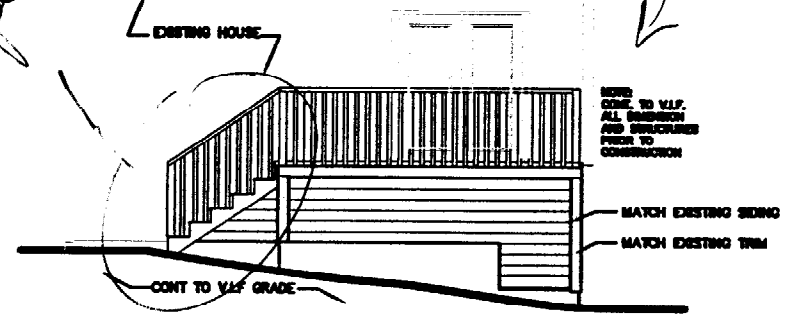 EXISTING HOUSE
NOTE:
CONT. TO V.I.F.
ALL DIMENSION
AND STRUCTURES
PRIOR TO
CONSTRUCTION
MATCH EXISTING SIDING
MATCH EXISTING TRIM
CONT TO V.I.F GRADE